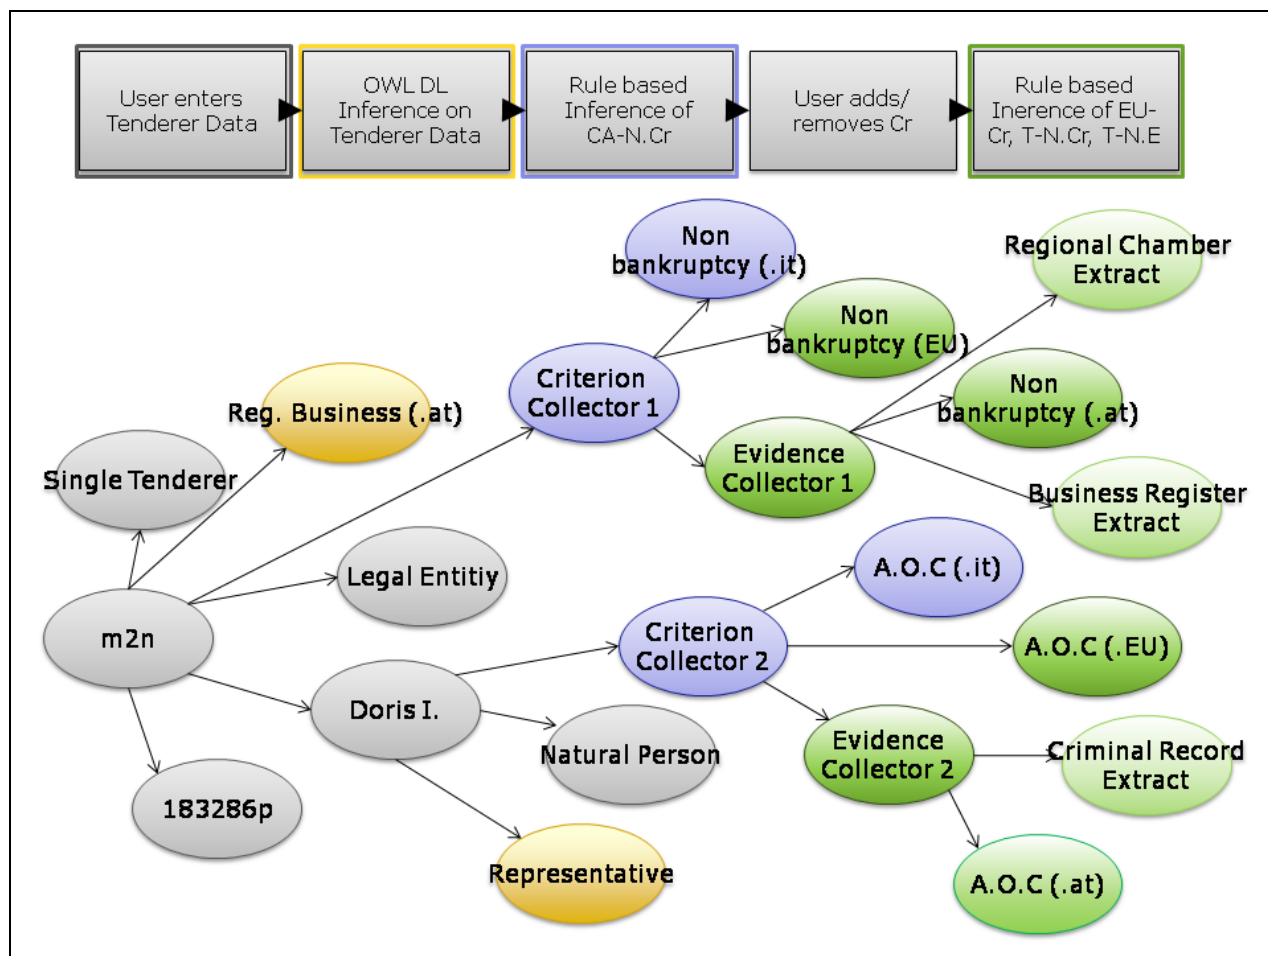 User enters
Tenderer Data
OWL DL
Inference on
Tenderer Data
Rule based
Inference of
CA-N.Cr
User adds/
removes Cr
Rule based
Inerence of EU-
Cr, T-N.Cr, T-N.E
Non
bankruptcy (.it)
Regional Chamber
Extract
Non
bankruptcy (EU)
Criterion
Collector 1
Reg. Business (.at)
Non
bankruptcy (.at)
Evidence
Collector 1
Single Tenderer
Business Register
Extract
Legal Entitiy
A.O.C (.it)
m2n
Criterion
Collector 2
A.O.C (.EU)
Doris I.
Natural Person
Evidence
Collector 2
Criminal Record
Extract
183286p
Representative
A.O.C (.at)